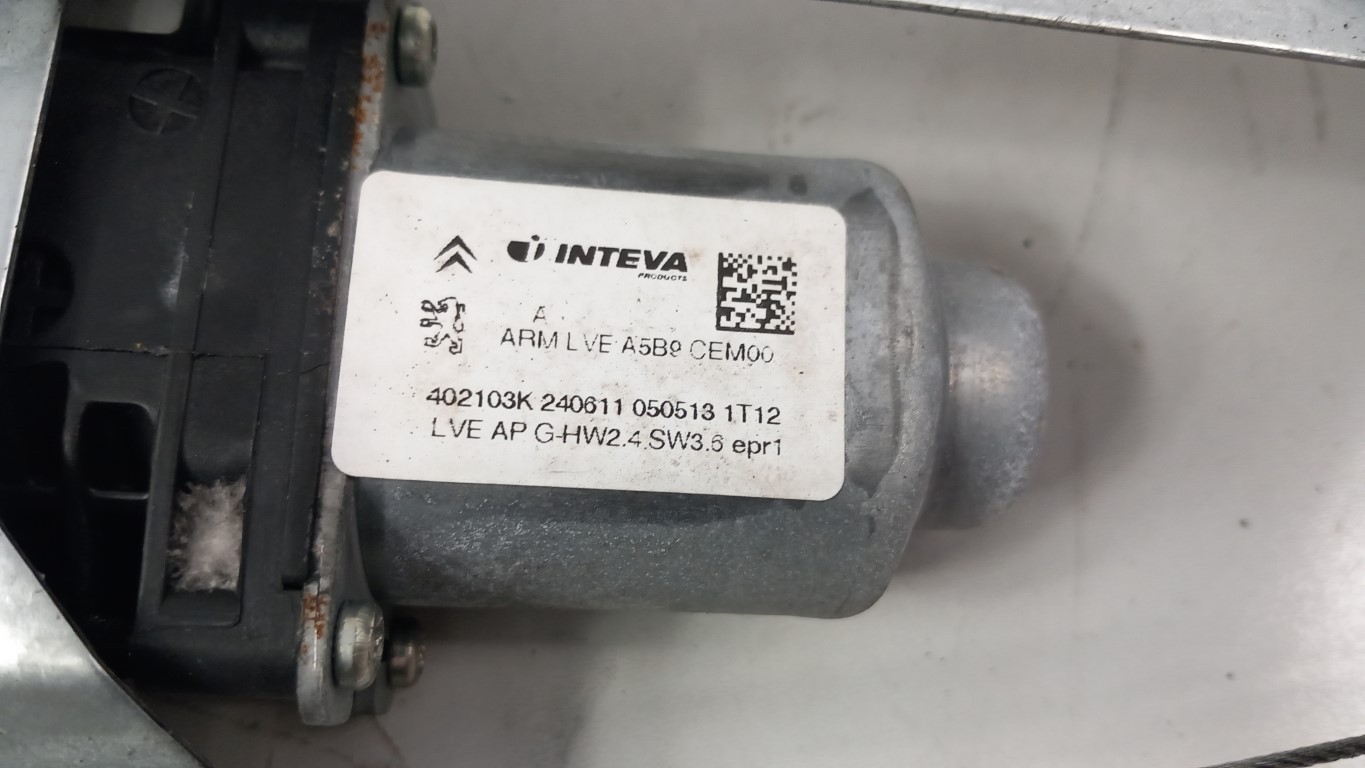 INTEVA
PRODUCTS
A
ARM LVE A5B9 CEM00
402103K 240611 050513 1T12
LVE AP G-HW2.4 SW3.6 epr1